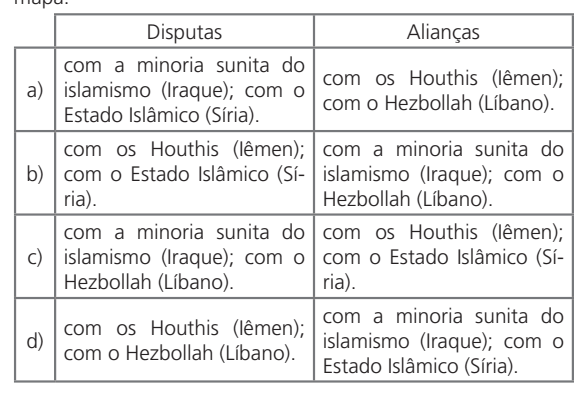 mapa.
Disputas Alianças
a) com a minoria sunita do islamismo (Iraque); com o Estado Islâmico (Síria). com os Houthis (Iêmen); com o Hezbollah (Líbano).
b) com os Houthis (Iêmen); com o Estado Islâmico (Sí-ria). com a minoria sunita do islamismo (Iraque); com o Hezbollah (Líbano).
c) com a minoria sunita do islamismo (Iraque); com o Hezbollah (Líbano). com os Houthis (Iêmen); com o Estado Islâmico (Sí-ria).
d) com os Houthis (Iêmen); com o Hezbollah (Líbano). com a minoria sunita do islamismo (Iraque); com o Estado Islâmico (Síria).